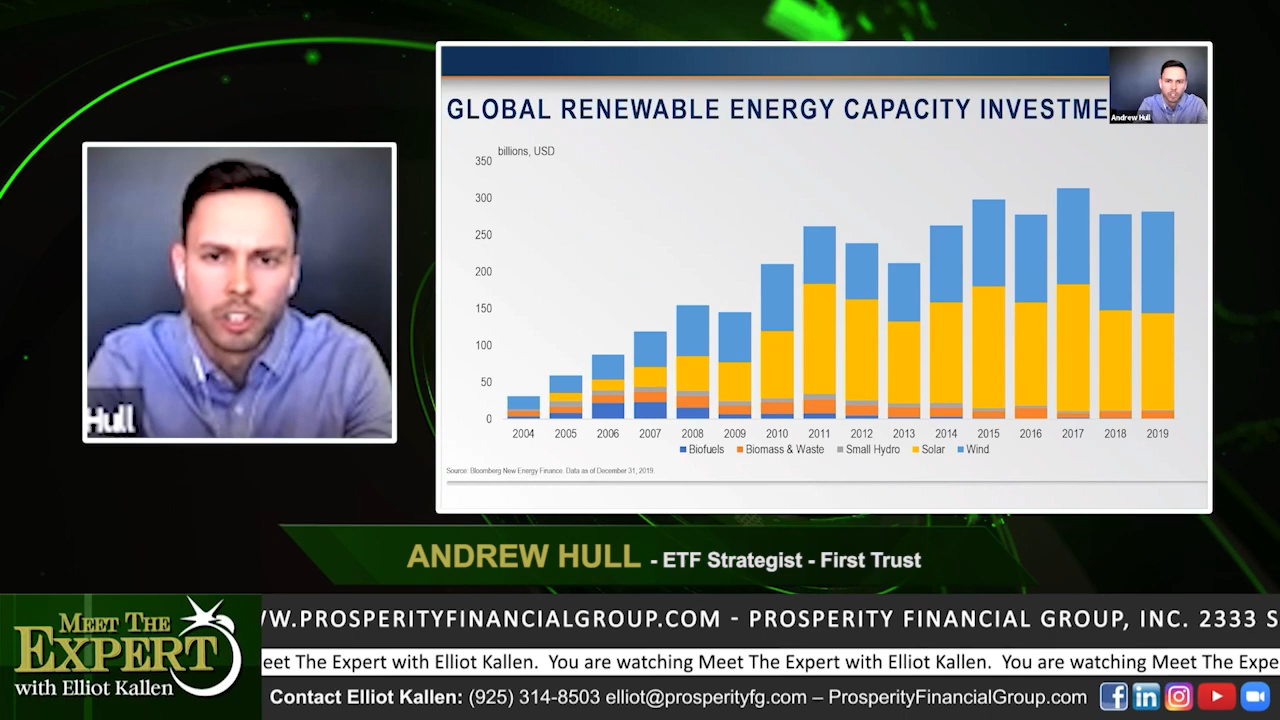 GLOBAL RENEWABLE ENERGY CAPACITY INVESTME
Andrew Hull
billions, USD
350
300
250
200
150
100
50
0
2004 2005 2006 2007 2008 2009 2010 2011 2012 2013 2014 2015 2016 2017 2018 2019
Biofuels Biomass & Waste Small Hydro Solar Wind
Source: Bloomberg New Energy Finance. Data as of December 31, 2019.
Hull
ANDREW HULL - ETF Strategist - First Trust
MEET THE
EXPERT
with Elliot Kallen
W.PROSPERITYFINANCIALGROUP.COM - PROSPERITY FINANCIAL GROUP, INC. 2333 S
eet The Expert with Elliot Kallen. You are watching Meet The Expert with Elliot Kallen. You are watching Meet The Expe
Contact Elliot Kallen: (925) 314-8503 elliot@prosperityfg.com – ProsperityFinancialGroup.com